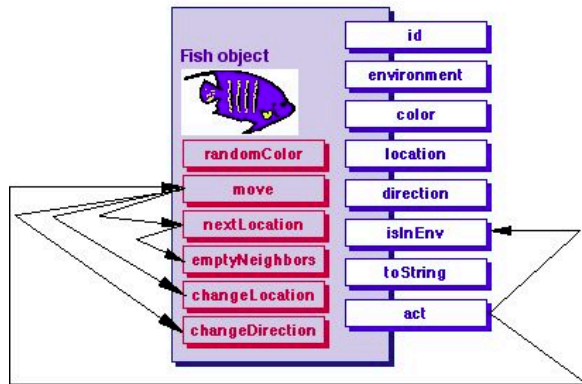 Fish object
randomColor
move
nextLocation
emptyNeighbors
changeLocation
changeDirection
id
environment
color
location
direction
isInEnv
toString
act